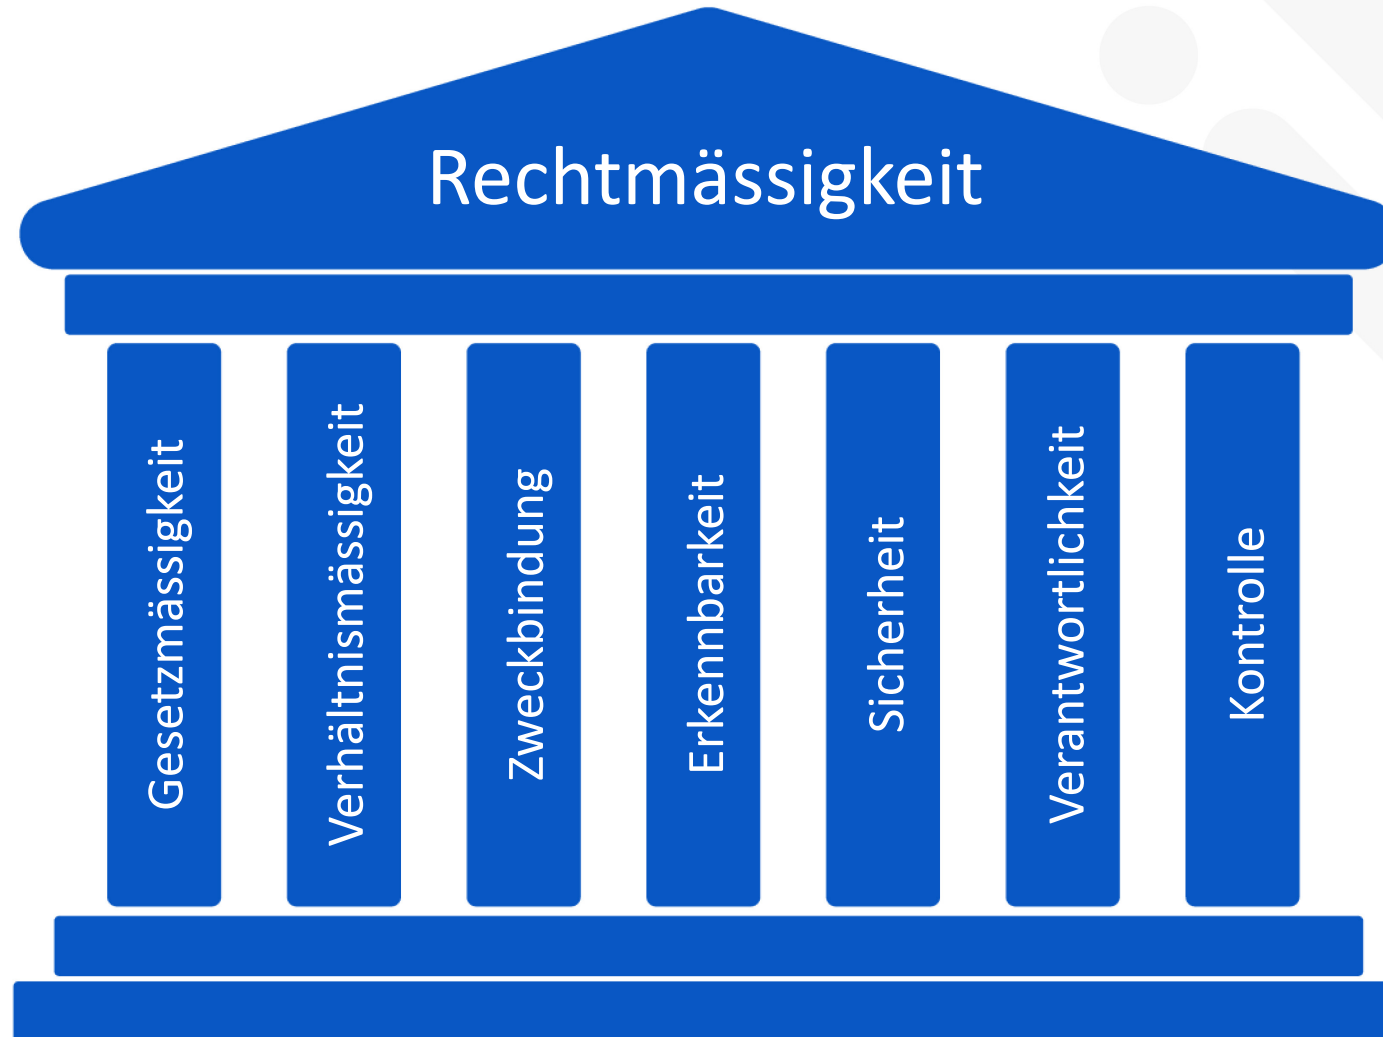 Rechtmässigkeit
Gesetzmässigkeit
Verhältnismässigkeit
Zweckbindung
Erkennbarkeit
Sicherheit
Verantwortlichkeit
Kontrolle